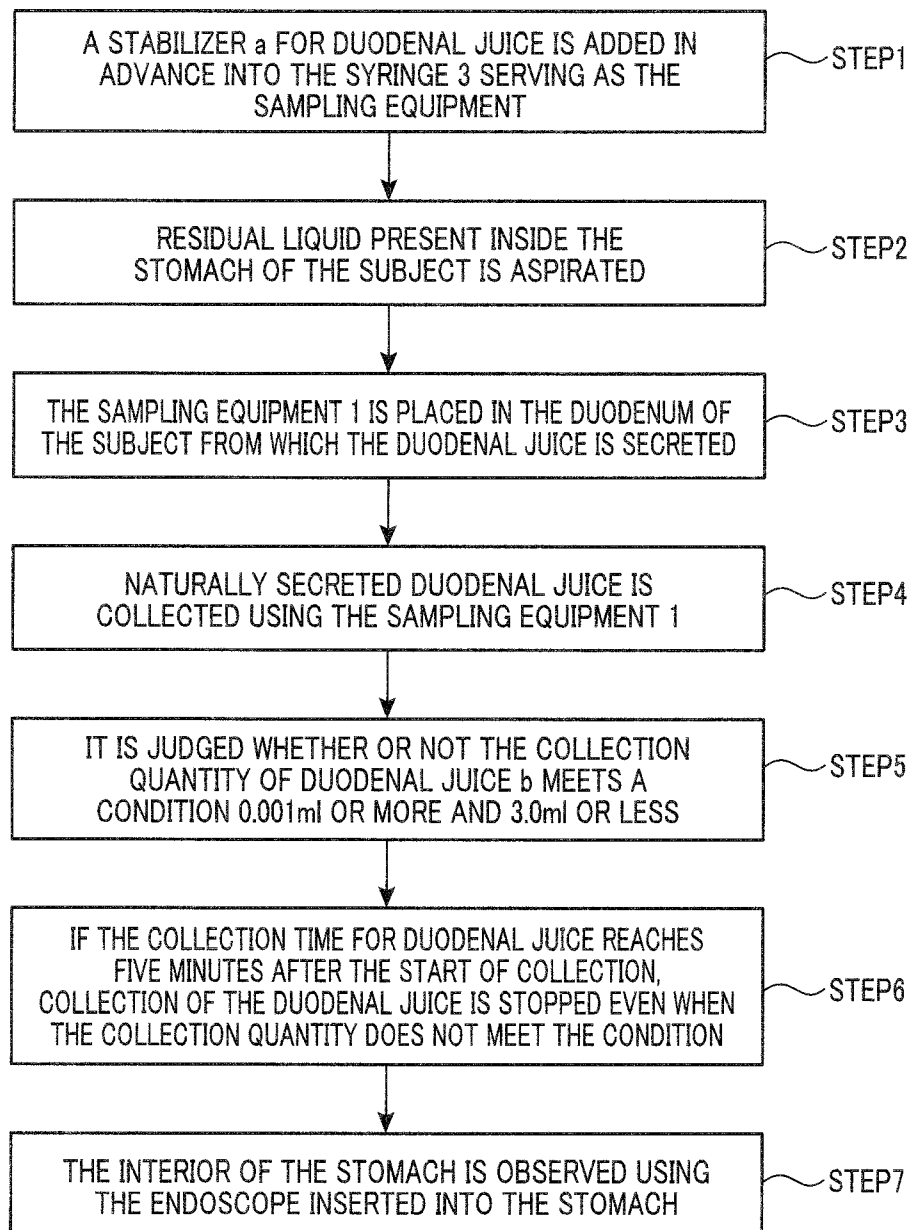 A STABILIZER a FOR DUODENAL JUICE IS ADDED IN
ADVANCE INTO THE SYRINGE 3 SERVING AS THE
SAMPLING EQUIPMENT
STEP1
RESIDUAL LIQUID PRESENT INSIDE THE
STOMACH OF THE SUBJECT IS ASPIRATED
STEP2
THE SAMPLING EQUIPMENT 1 IS PLACED IN THE DUODENUM OF
THE SUBJECT FROM WHICH THE DUODENAL JUICE IS SECRETED
STEP3
NATURALLY SECRETED DUODENAL JUICE IS
COLLECTED USING THE SAMPLING EQUIPMENT 1
STEP4
IT IS JUDGED WHETHER OR NOT THE COLLECTION
QUANTITY OF DUODENAL JUICE b MEETS A
CONDITION 0.001ml OR MORE AND 3.0ml OR LESS
STEP5
IF THE COLLECTION TIME FOR DUODENAL JUICE REACHES
FIVE MINUTES AFTER THE START OF COLLECTION,
COLLECTION OF THE DUODENAL JUICE IS STOPPED EVEN WHEN
THE COLLECTION QUANTITY DOES NOT MEET THE CONDITION
STEP6
THE INTERIOR OF THE STOMACH IS OBSERVED USING
THE ENDOSCOPE INSERTED INTO THE STOMACH
STEP7